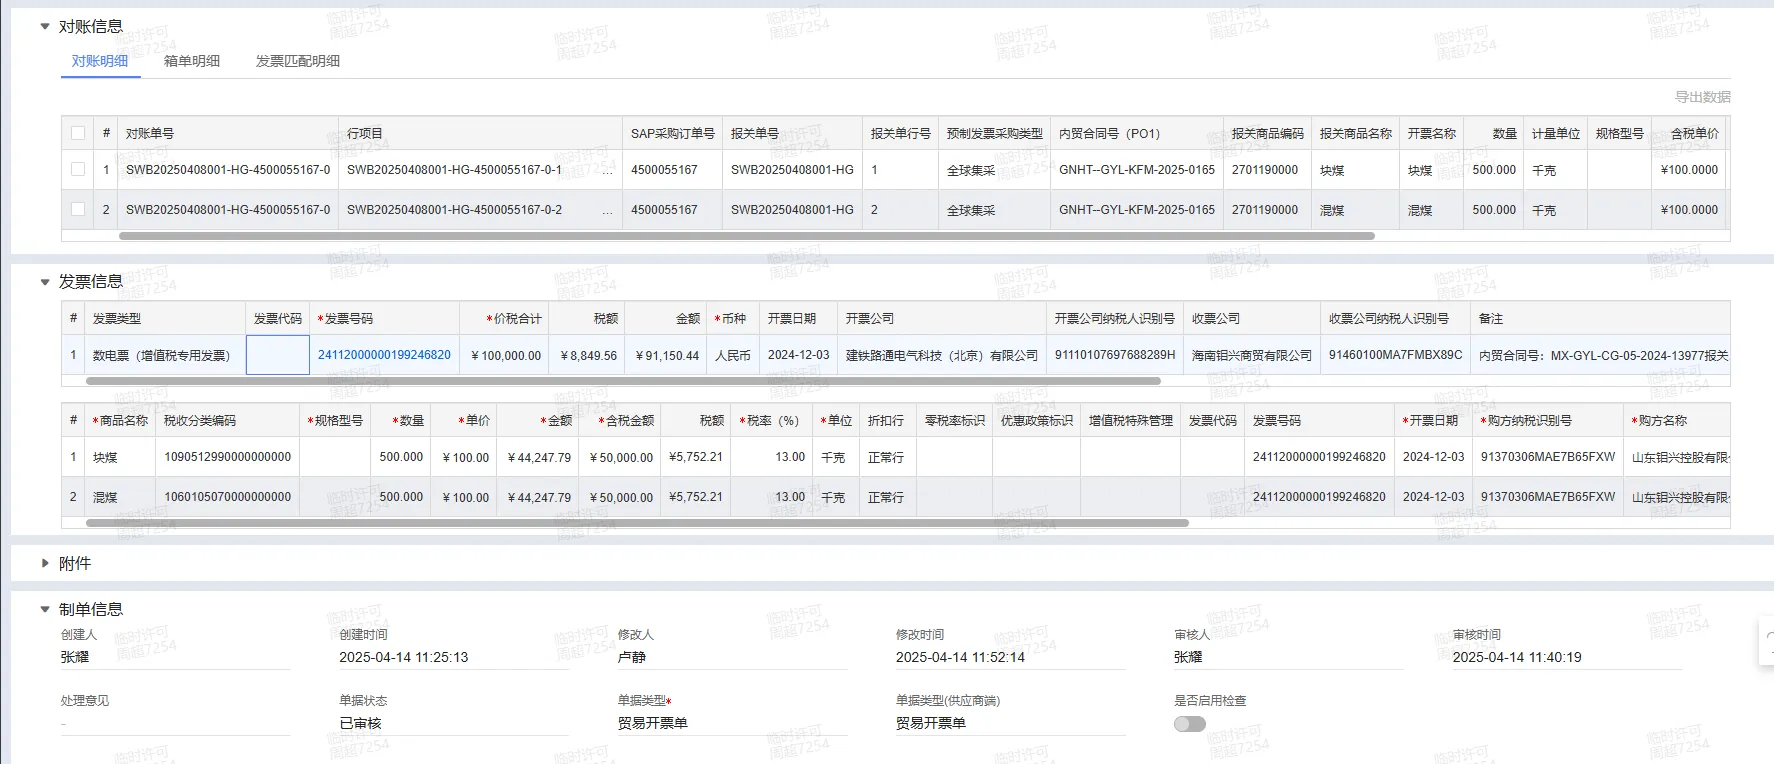 对账信息
对账明细 箱单明细 发票匹配明细
导出数据
# 对账单号 行项目 SAP采购订单号 报关单号 报关单行号 预制发票采购类型 内贸合同号（PO1） 报关商品编码 报关商品名称 开票名称 数量 计量单位 规格型号 含税单价
1 SWB20250408001-HG-4500055167-0 SWB20250408001-HG-4500055167-0-1 ... 4500055167 SWB20250408001-HG 1 全球集采 GNHT--GYL-KFM-2025-0165 2701190000 块煤 块煤 500.000 千克 ¥100.0000
2 SWB20250408001-HG-4500055167-0 SWB20250408001-HG-4500055167-0-2 ... 4500055167 SWB20250408001-HG 2 全球集采 GNHT--GYL-KFM-2025-0165 2701190000 混煤 混煤 500.000 千克 ¥100.0000
发票信息
# 发票类型 发票代码 *发票号码 *价税合计 税额 金额 *币种 开票日期 开票公司 开票公司纳税人识别号 收票公司 收票公司纳税人识别号 备注
1 数电票（增值税专用发票） 24112000000199246820 ¥ 100,000.00 ¥ 8,849.56 ¥ 91,150.44 人民币 2024-12-03 建铁路通电气科技（北京）有限公司 91110107697688289H 海南钼兴商贸有限公司 91460100MA7FMBX89C 内贸合同号：MX-GYL-CG-05-2024-13977报关
# *商品名称 税收分类编码 *规格型号 *数量 *单价 *金额 *含税金额 税额 *税率（%） *单位 折扣行 零税率标识 优惠政策标识 增值税特殊管理 发票代码 发票号码 *开票日期 *购方纳税识别号 *购方名称
1 块煤 1090512990000000000 500.000 ¥ 100.00 ¥ 44,247.79 ¥ 50,000.00 ¥5,752.21 13.00 千克 正常行 24112000000199246820 2024-12-03 91370306MAE7B65FXW 山东钼兴控股有限
2 混煤 1060105070000000000 500.000 ¥ 100.00 ¥ 44,247.79 ¥ 50,000.00 ¥5,752.21 13.00 千克 正常行 24112000000199246820 2024-12-03 91370306MAE7B65FXW 山东钼兴控股有限
附件
制单信息
创建人 创建时间 修改人 修改时间 审核人 审核时间
张耀 2025-04-14 11:25:13 卢静 2025-04-14 11:52:14 张耀 2025-04-14 11:40:19
处理意见 单据状态 单据类型* 单据类型(供应商端) 是否启用检查
- 已审核 贸易开票单 贸易开票单
临时许可
周超7254